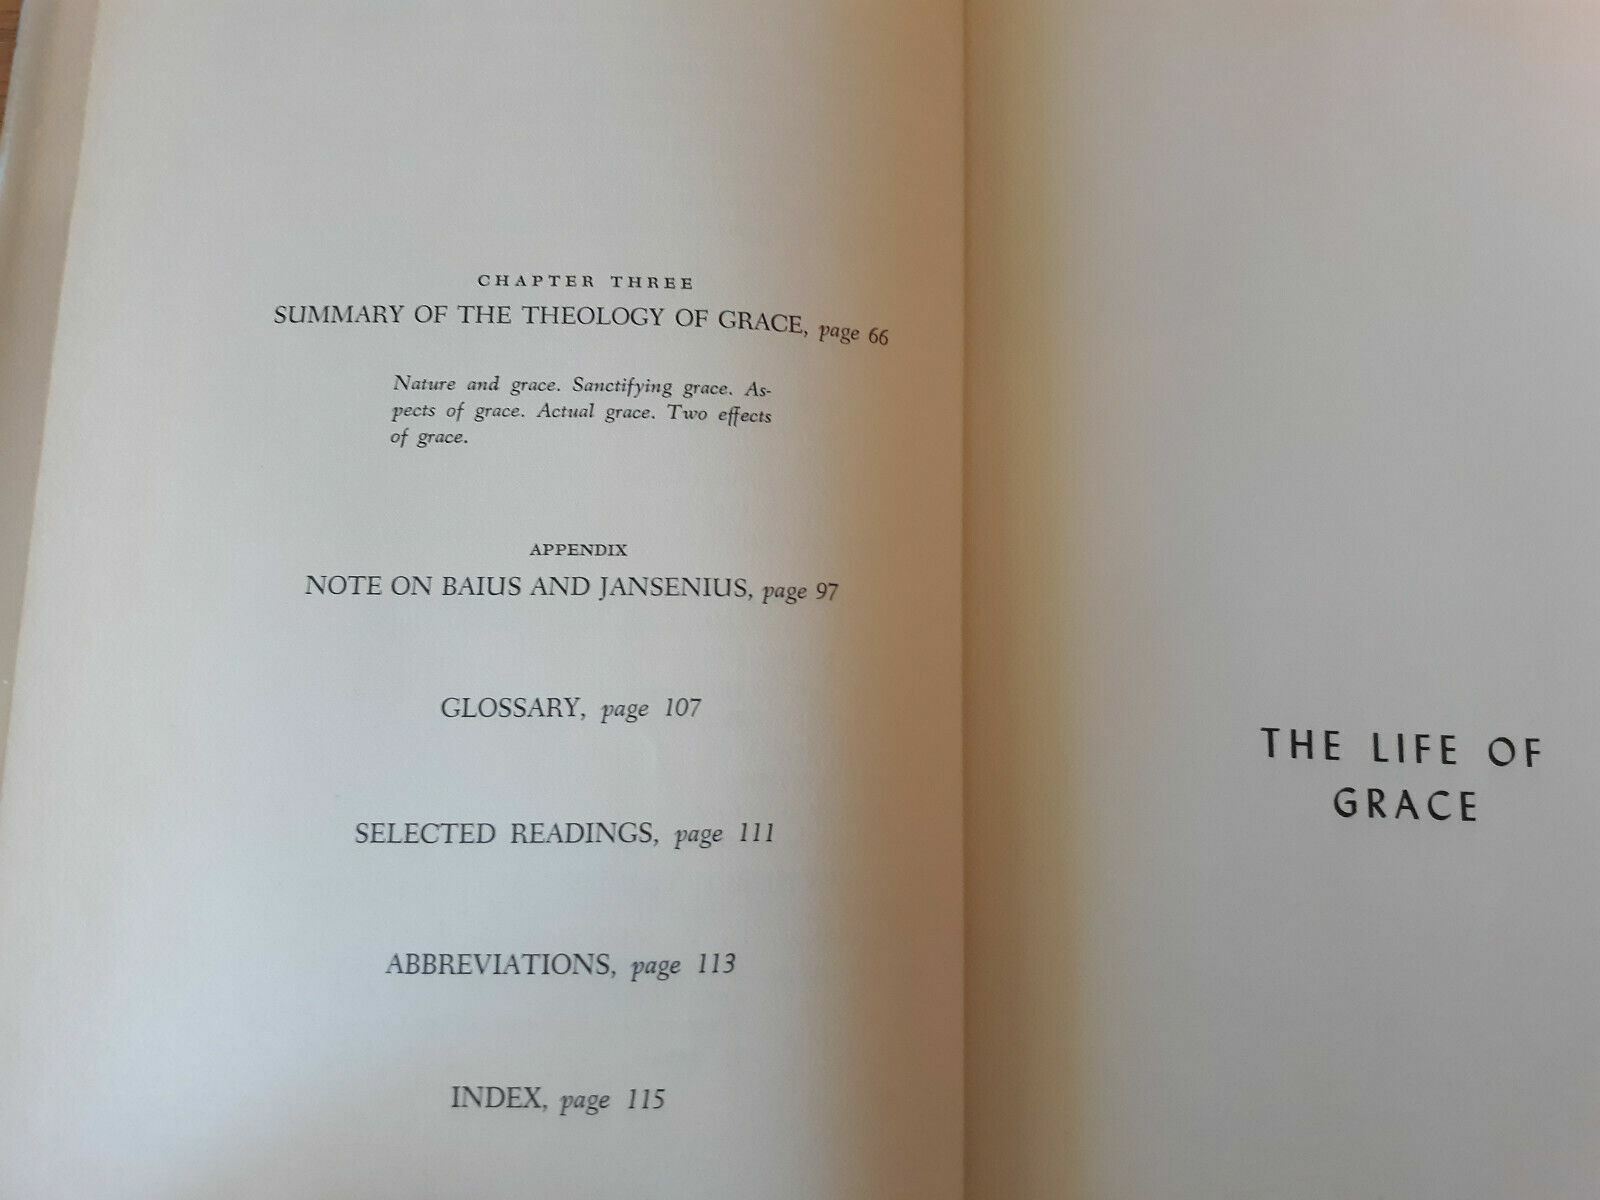 CHAPTER THREE
SUMMARY OF THE THEOLOGY OF GRACE, page 66
Nature and grace. Sanctifying grace. As-
pects of grace. Actual grace. Two effects
of grace.
APPENDIX
NOTE ON BAIUS AND JANSENIUS, page 97
GLOSSARY, page 107
SELECTED READINGS, page 111
ABBREVIATIONS, page 113
INDEX, page 115
THE LIFE OF
GRACE